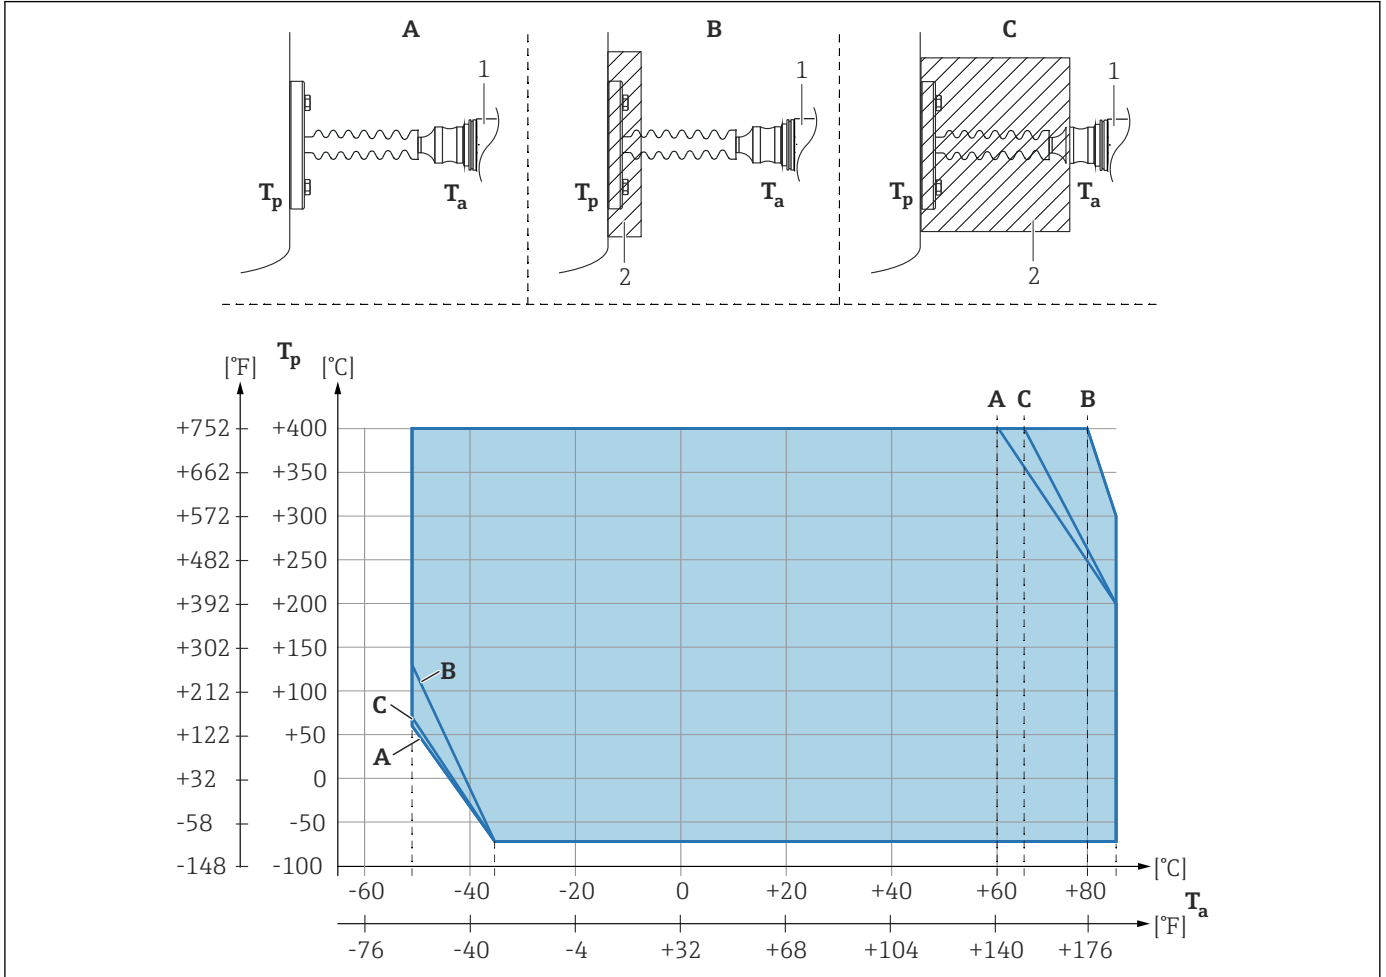 A B C
1 1 1
Tp Ta Tp Ta Tp Ta
2 2
Tp
[°F] [°C]
A C B
+752 +400
+662 +350
+572 +300
+482 +250
+392 +200
+302 +150
B
+212 +100
C
+122 +50
A
+32 0
-58 -50
-148 -100
[°C]
-60 -40 -20 0 +20 +40 +60 +80
Ta
[°F]
-76 -40 -4 +32 +68 +104 +140 +176